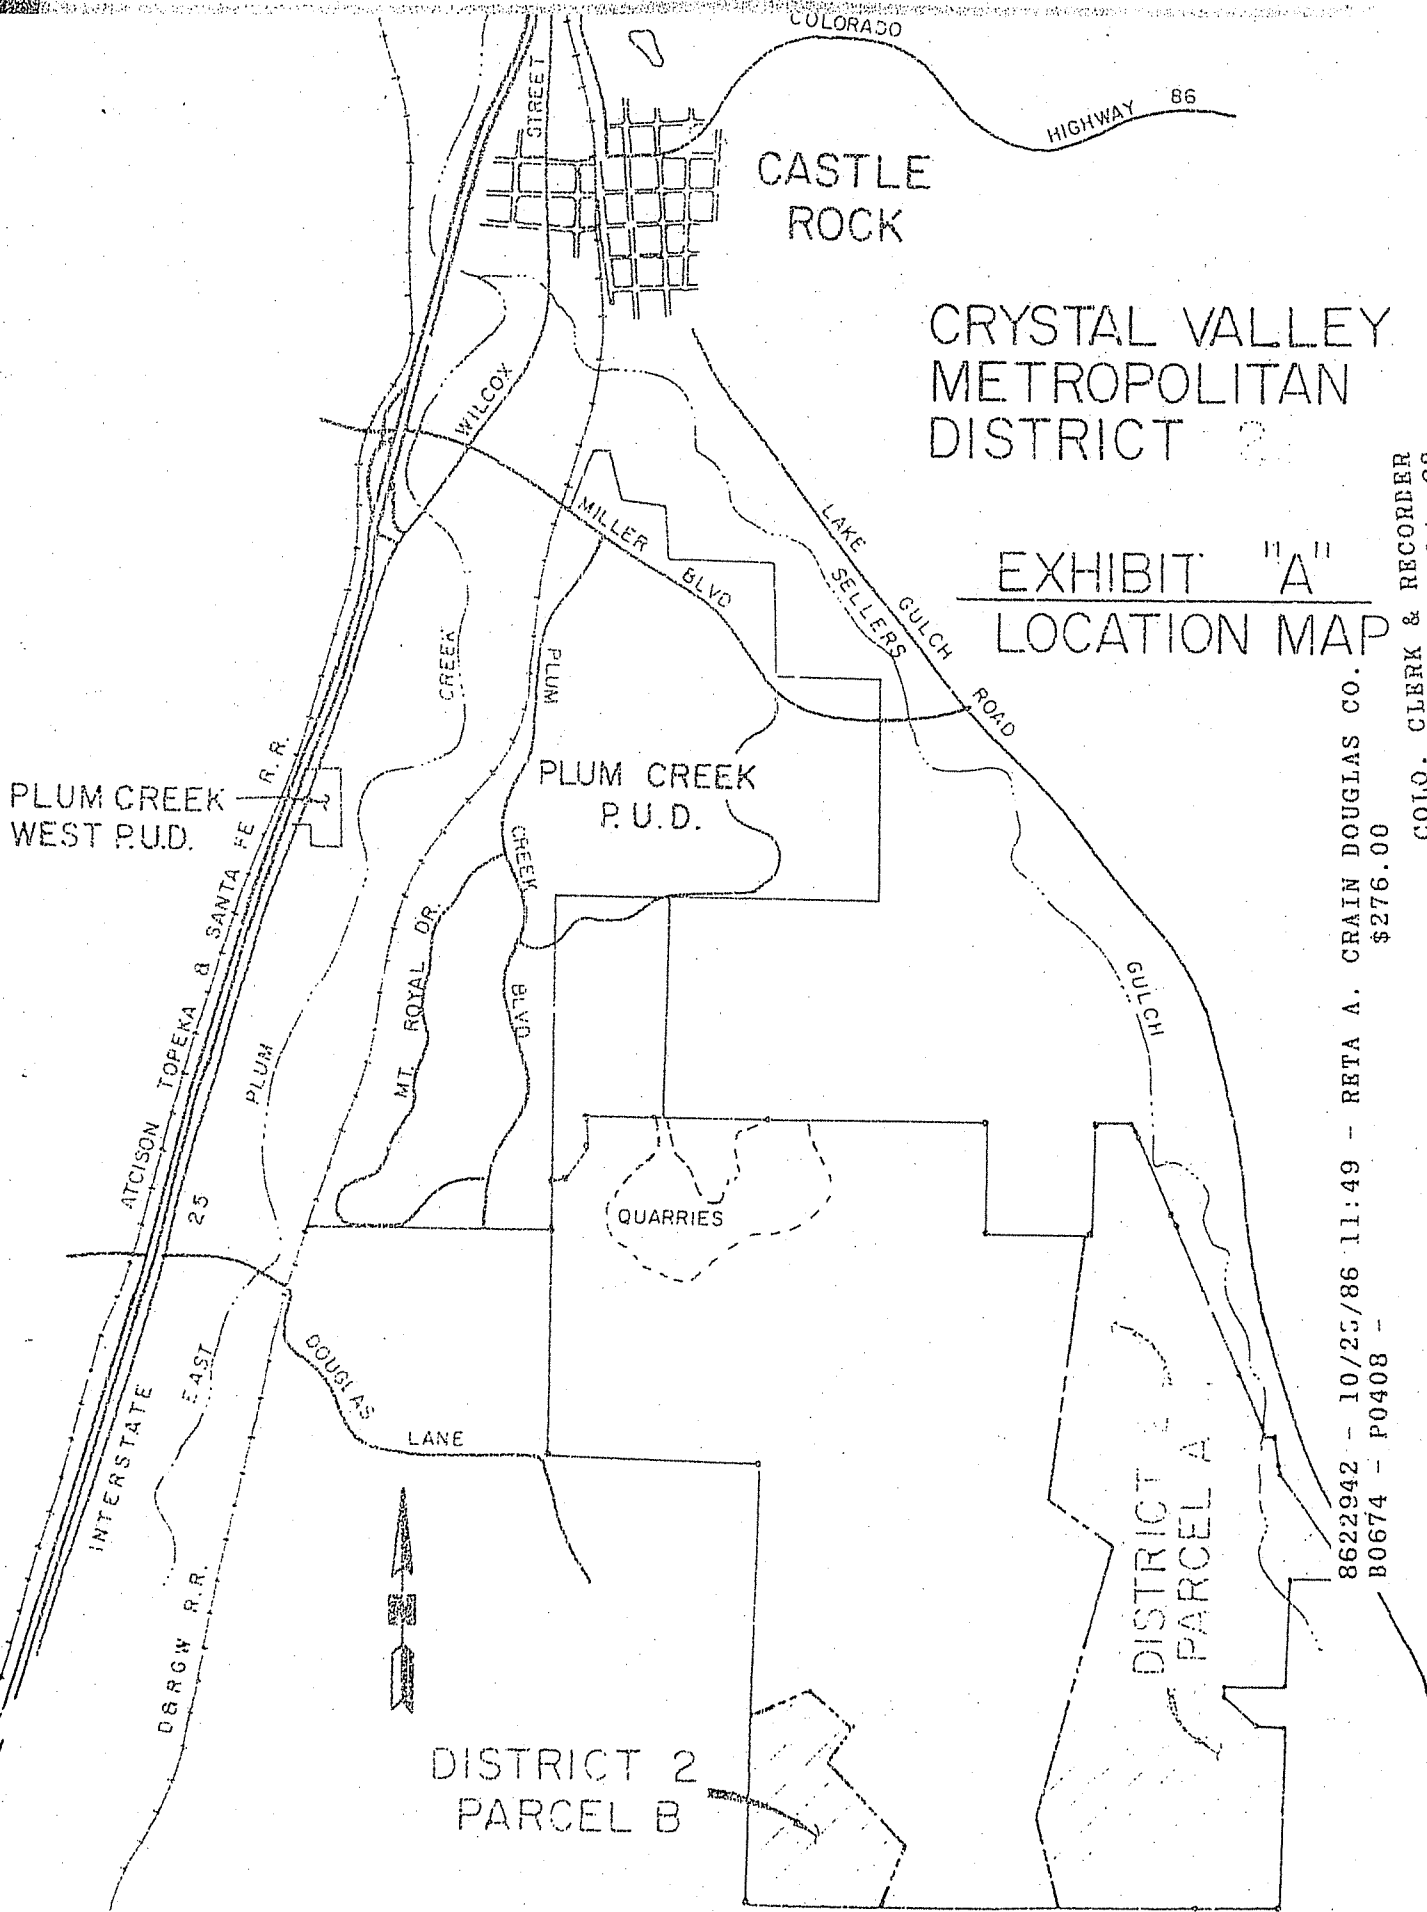 COLORADO
HIGHWAY 86
STREET
CASTLE
ROCK
CRYSTAL VALLEY
METROPOLITAN
DISTRICT 2
WILCOX
EXHIBIT "A"
LOCATION MAP
MILLER
BLVD
LAKE
GULCH
ROAD
SELLERS
GULCH
CREEK
PLUM
CREEK
BLVD
PLUM CREEK
P.U.D.
PLUM CREEK
WEST P.U.D.
ATCISON TOPEKA & SANTA FE R.R.
MT. ROYAL DR.
PLUM
25
QUARRIES
EAST
INTERSTATE
DOUGLAS
LANE
D&RGW R.R.
DISTRICT 2
PARCEL A
DISTRICT 2
PARCEL B
RETA A. CRAIN DOUGLAS CO.
COLO. CLERK & RECORDER
8622942 - 11:49 -
B0674 - P0408 -
$276.00